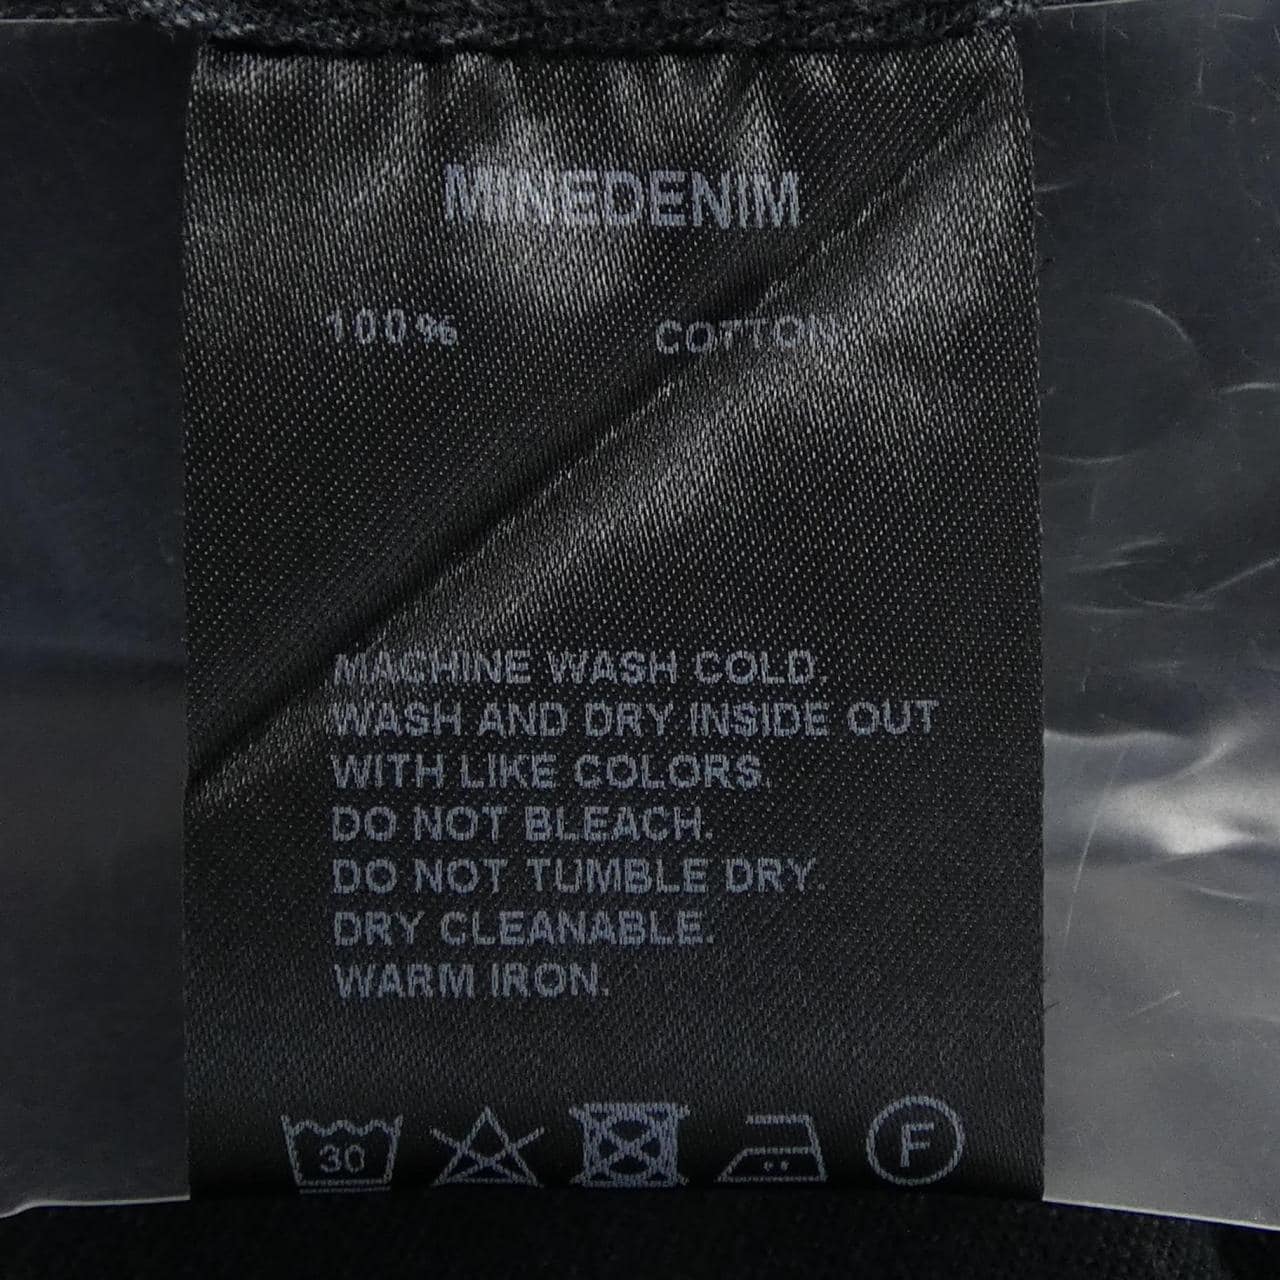 MINEDENIM
100% COTTON
MACHINE WASH COLD.
WASH AND DRY INSIDE OUT
WITH LIKE COLORS.
DO NOT BLEACH.
DO NOT TUMBLE DRY.
DRY CLEANABLE.
WARM IRON.
30 F